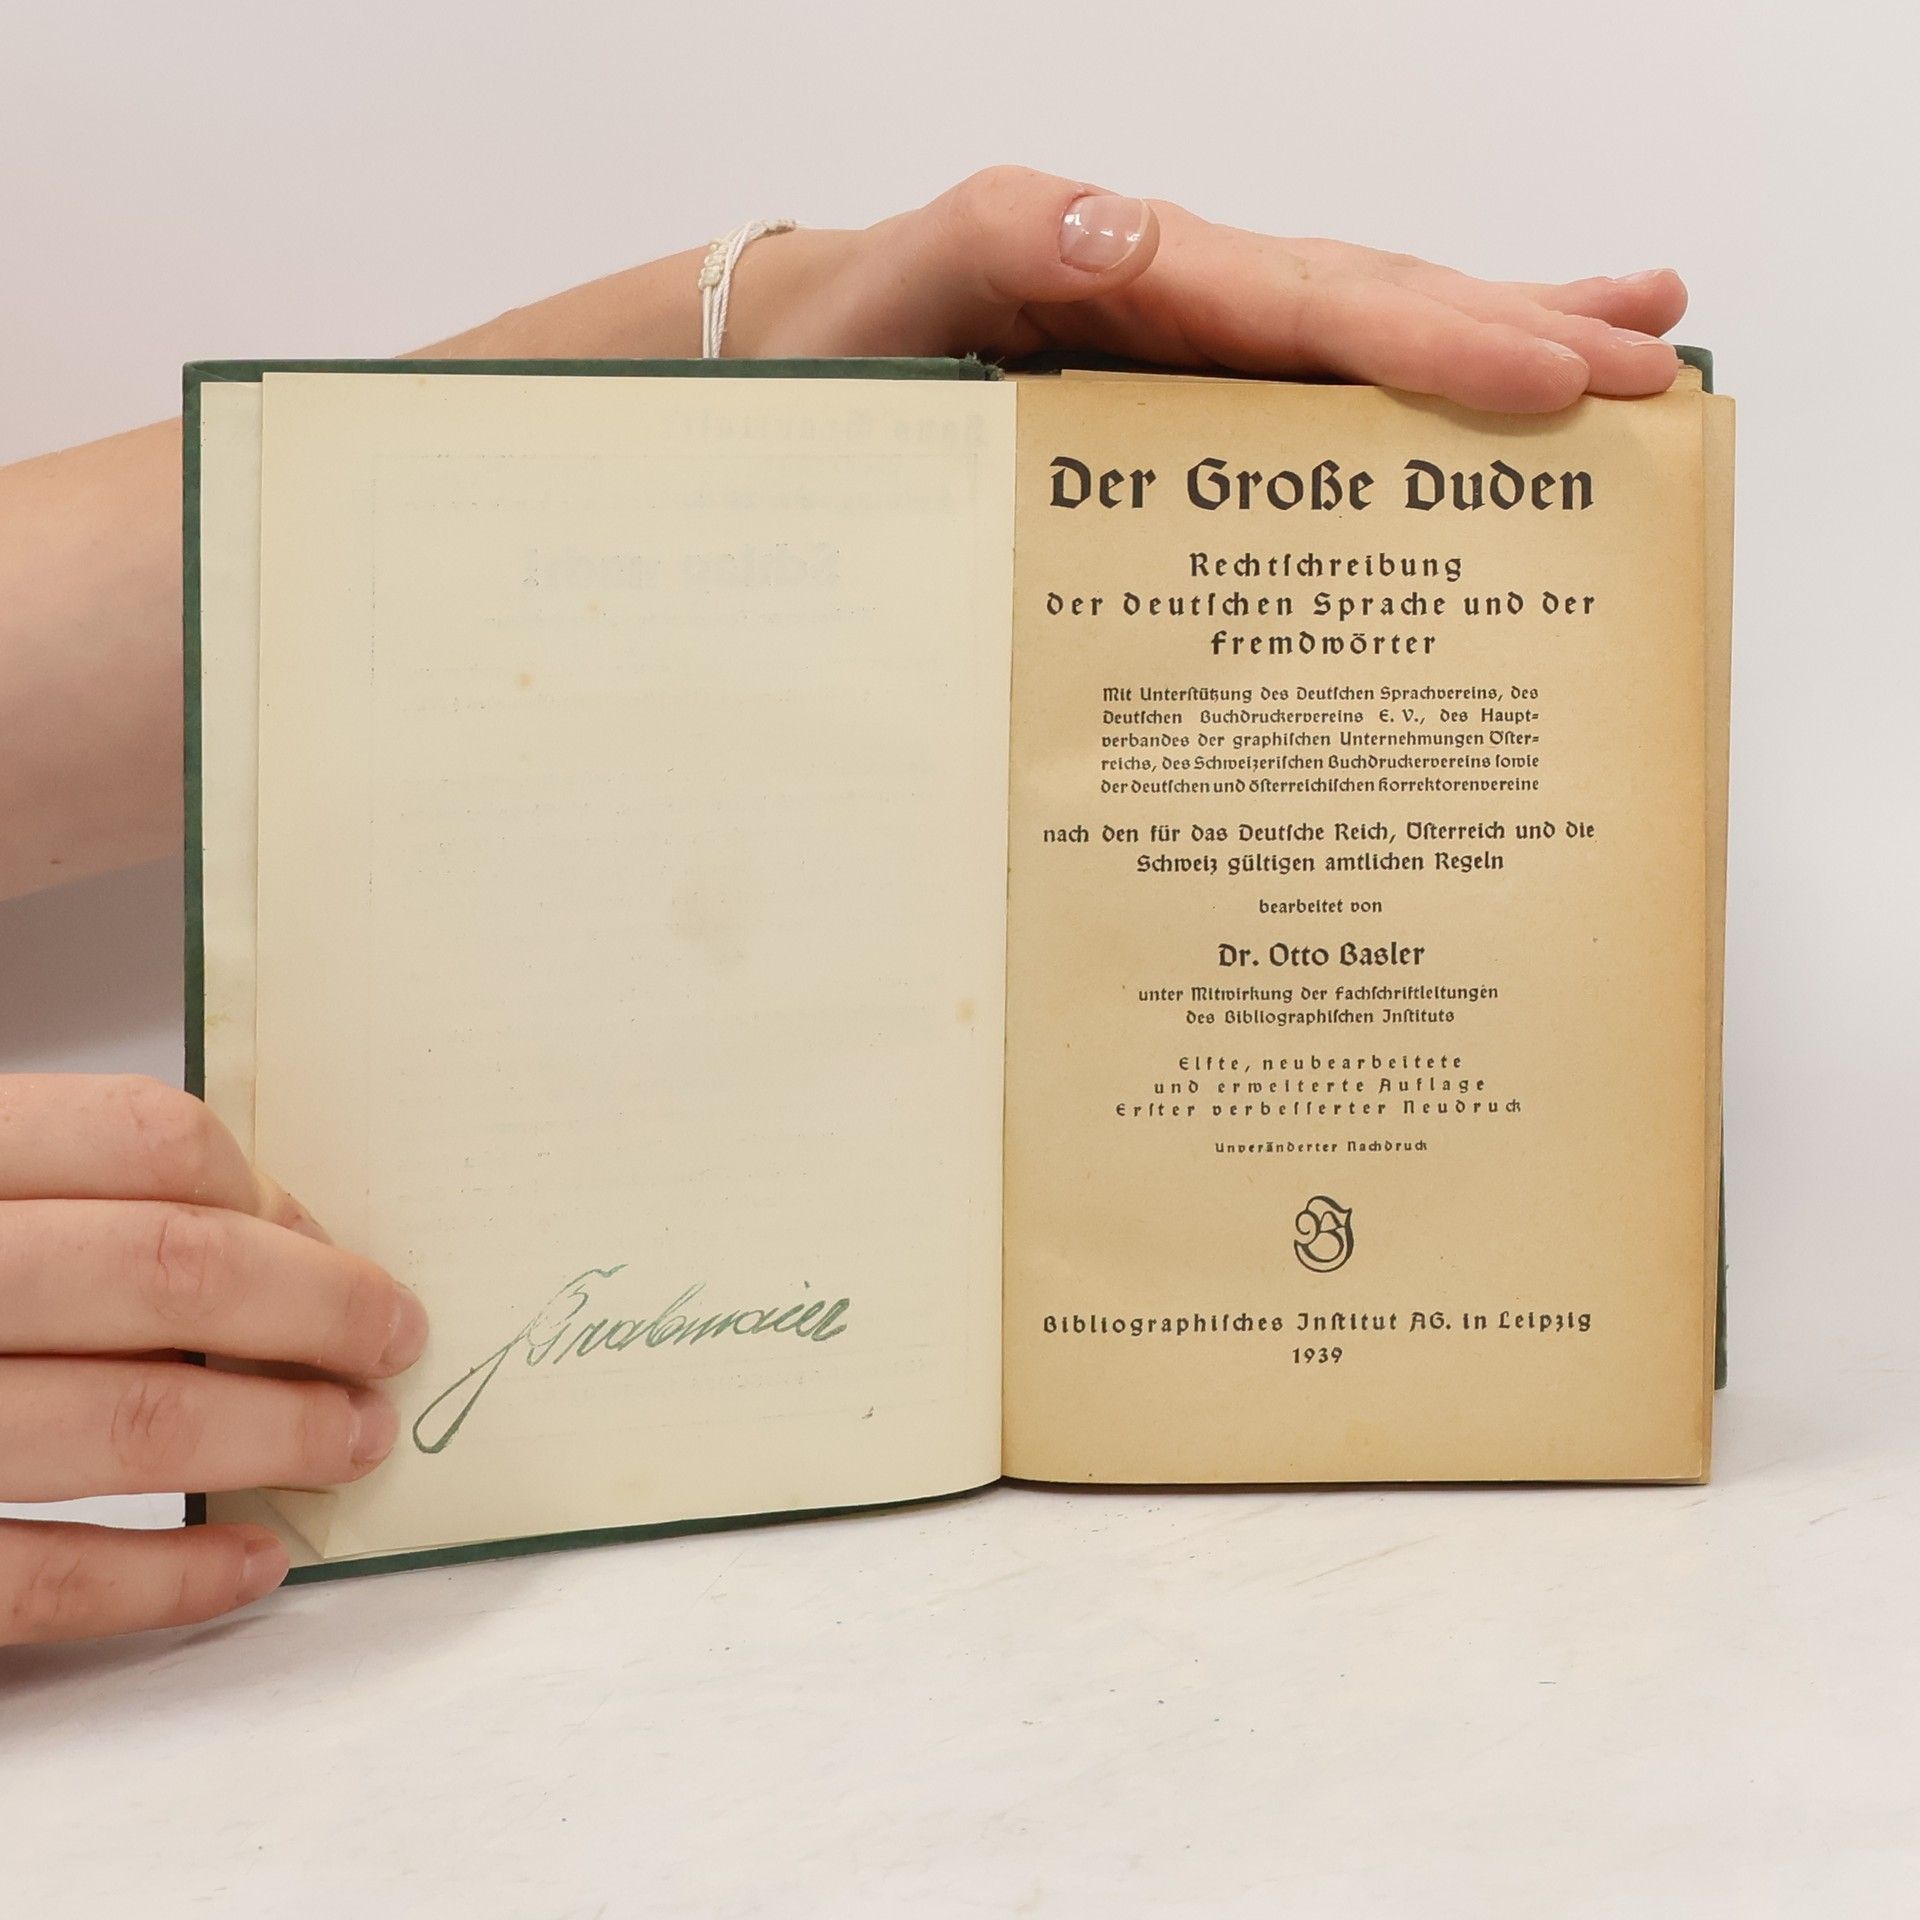 Grabmaier
Der Große Duden
Rechtſchreibung
der deutſchen Sprache und der
Fremdwörter
Mit Unterſtützung des Deutſchen Sprachvereins, des
Deutſchen Buchdruckervereins E. V., des Haupt=
verbandes der graphiſchen Unternehmungen Öſter=
reichs, des Schweizeriſchen Buchdruckervereins ſowie
der deutſchen und öſterreichiſchen Korrektorenvereine
nach den für das Deutſche Reich, Öſterreich und die
Schweiz gültigen amtlichen Regeln
bearbeitet von
Dr. Otto Basler
unter Mitwirkung der Fachſchriftleitungen
des Bibliographiſchen Inſtituts
Elfte, neubearbeitete
und erweiterte Auflage
Erſter verbeſſerter Neudruck
Unveränderter Nachdruck
BI
Bibliographiſches Inſtitut AG. in Leipzig
1939